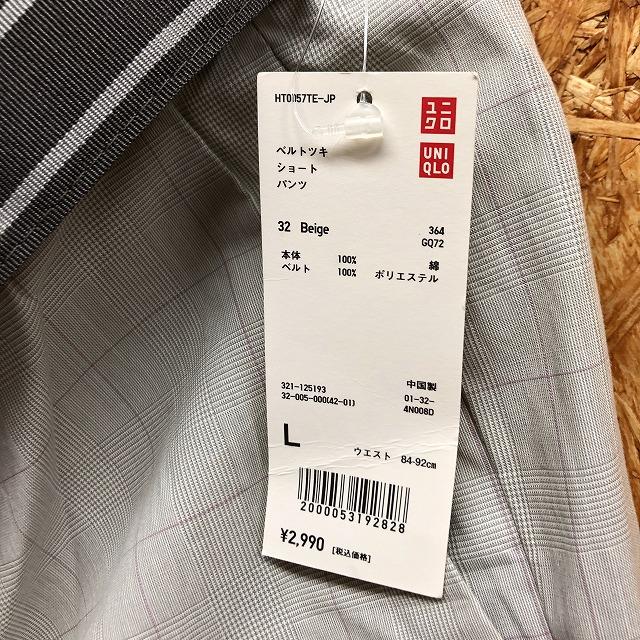 HT0057TE-JP
ユニ
クロ
UNI
QLO
ベルトツキ
ショート
パンツ
32 Beige 364
GQ72
本体 100% 綿
ベルト 100% ポリエステル
321-125193 中国製
32-005-000(42-01) 01-32-
4N008D
L ウエスト 84-92cm
2000053192828
¥2,990 [税込価格]